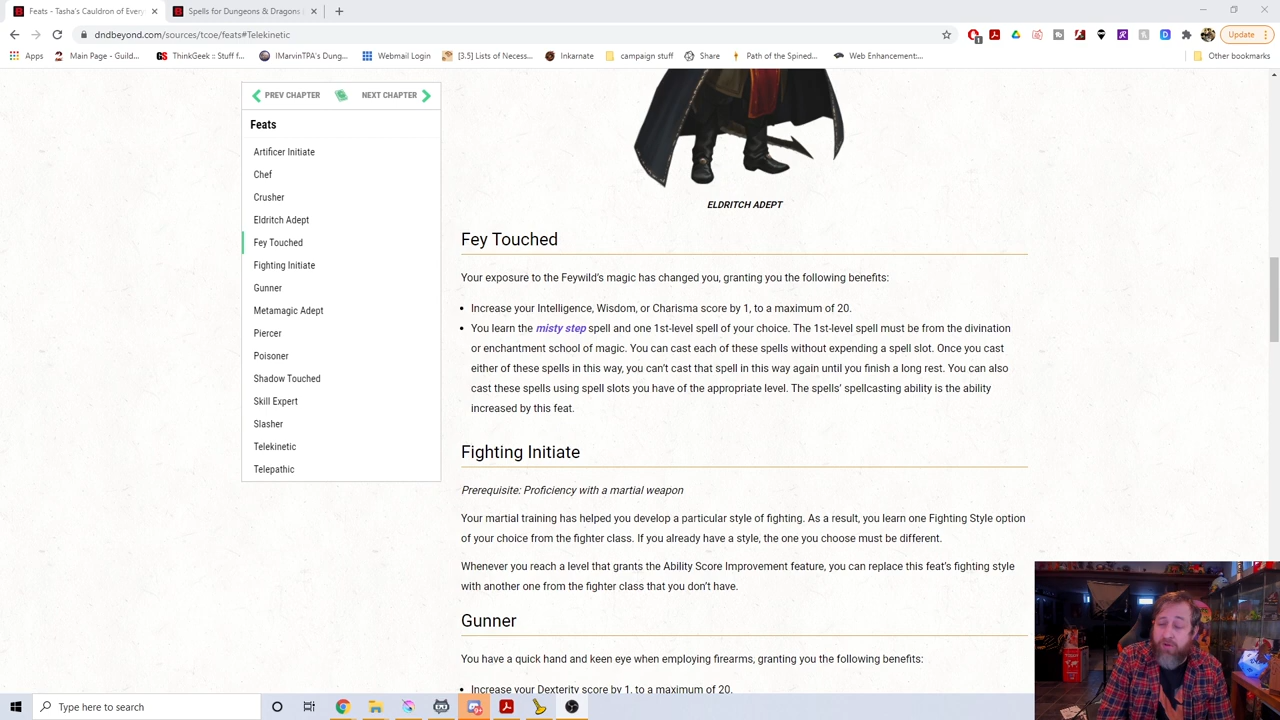 Feats - Tasha's Cauldron of Every
Spells for Dungeons & Dragons
dndbeyond.com/sources/tcoe/feats#Telekinetic
Update
Apps
Main Page - Guild...
ThinkGeek :: Stuff f...
IMarvinTPA's Dung...
Webmail Login
[3.5] Lists of Necess...
Inkarnate
campaign stuff
Share
Path of the Spined...
Web Enhancement:...
Other bookmarks
PREV CHAPTER
NEXT CHAPTER
Feats
Artificer Initiate
Chef
Crusher
Eldritch Adept
Fey Touched
Fighting Initiate
Gunner
Metamagic Adept
Piercer
Poisoner
Shadow Touched
Skill Expert
Slasher
Telekinetic
Telepathic
ELDRITCH ADEPT
Fey Touched
Your exposure to the Feywild's magic has changed you, granting you the following benefits:
• Increase your Intelligence, Wisdom, or Charisma score by 1, to a maximum of 20.
• You learn the misty step spell and one 1st-level spell of your choice. The 1st-level spell must be from the divination
or enchantment school of magic. You can cast each of these spells without expending a spell slot. Once you cast
either of these spells in this way, you can't cast that spell in this way again until you finish a long rest. You can also
cast these spells using spell slots you have of the appropriate level. The spells' spellcasting ability is the ability
increased by this feat.
Fighting Initiate
Prerequisite: Proficiency with a martial weapon
Your martial training has helped you develop a particular style of fighting. As a result, you learn one Fighting Style option
of your choice from the fighter class. If you already have a style, the one you choose must be different.
Whenever you reach a level that grants the Ability Score Improvement feature, you can replace this feat's fighting style
with another one from the fighter class that you don't have.
Gunner
You have a quick hand and keen eye when employing firearms, granting you the following benefits:
• Increase your Dexterity score by 1, to a maximum of 20.
Type here to search